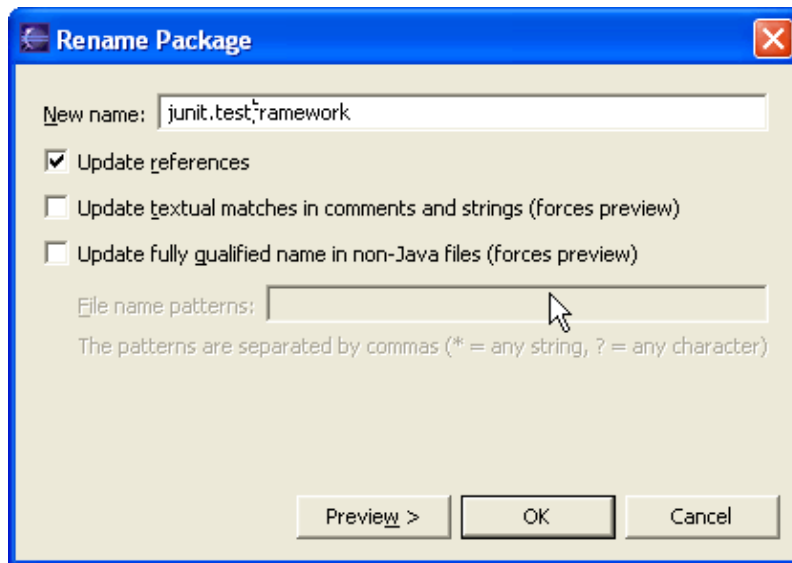 Rename Package
New name: junit.testframework
Update references
Update textual matches in comments and strings (forces preview)
Update fully qualified name in non-Java files (forces preview)
File name patterns:
The patterns are separated by commas (* = any string, ? = any character)
Preview > OK Cancel